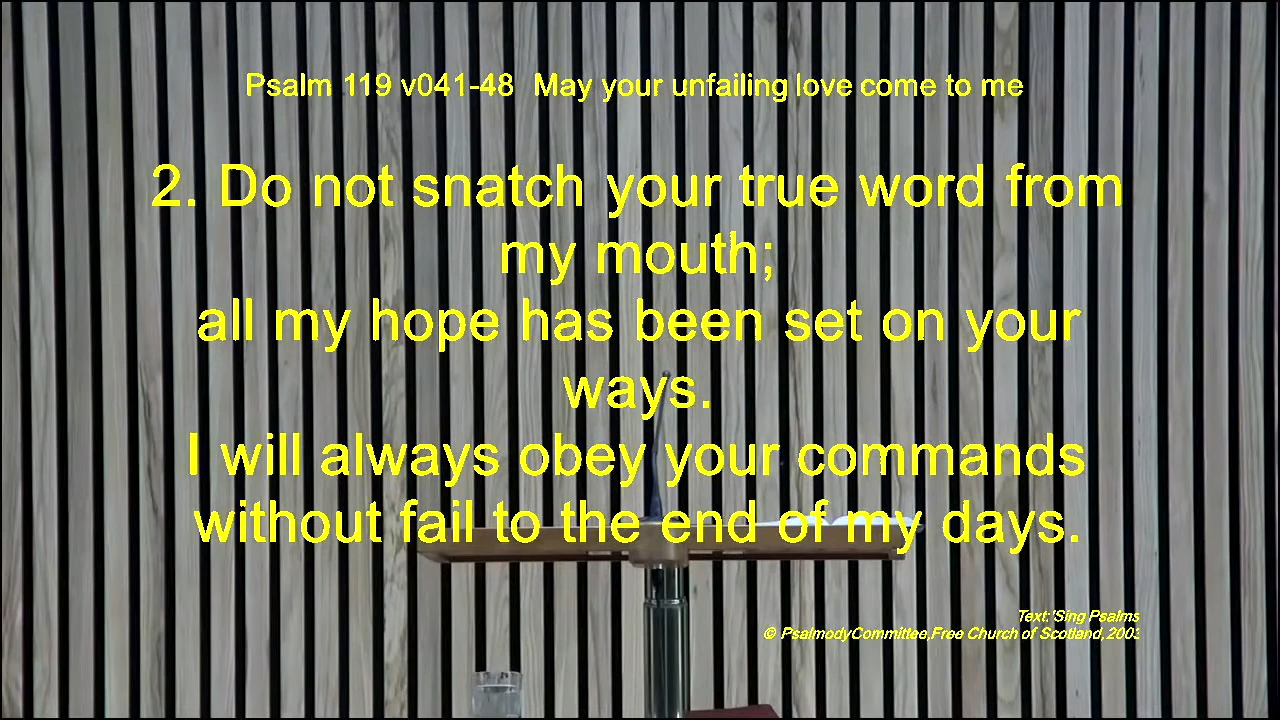 Psalm 119 v041-48 May your unfailing love come to me
2. Do not snatch your true word from
my mouth;
all my hope has been set on your
ways.
I will always obey your commands
without fail to the end of my days.
Text:'Sing Psalms
© PsalmodyCommittee,Free Church of Scotland,2003